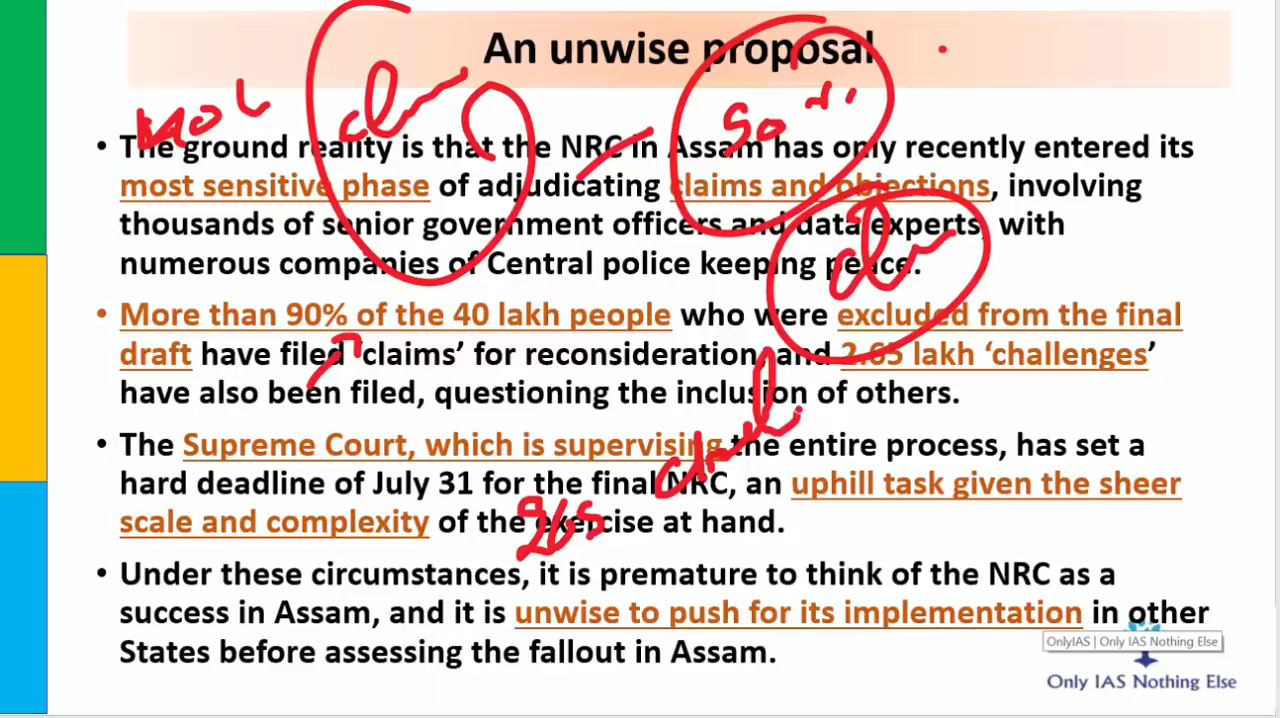 An unwise proposal
• The ground reality is that the NRC in Assam has only recently entered its
most sensitive phase of adjudicating claims and objections, involving
thousands of senior government officers and data experts, with
numerous companies of Central police keeping peace.
• More than 90% of the 40 lakh people who were excluded from the final
draft have filed ‘claims’ for reconsideration, and 2.65 lakh ‘challenges’
have also been filed, questioning the inclusion of others.
• The Supreme Court, which is supervising the entire process, has set a
hard deadline of July 31 for the final NRC, an uphill task given the sheer
scale and complexity of the exercise at hand.
• Under these circumstances, it is premature to think of the NRC as a
success in Assam, and it is unwise to push for its implementation in other
States before assessing the fallout in Assam.
OnlyIAS | Only IAS Nothing Else
Only IAS Nothing Else